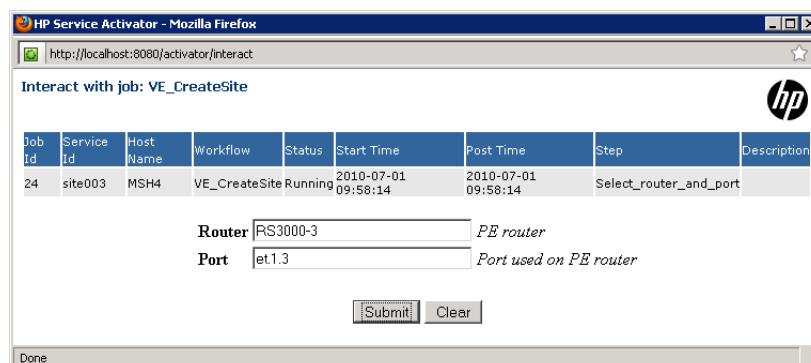 HP Service Activator - Mozilla Firefox
http://localhost:8080/activator/interact
Interact with job: VE_CreateSite
hp
Job Id Service Id Host Name Workflow Status Start Time Post Time Step Description
24 site003 MSH4 VE_CreateSite Running 2010-07-01 09:58:14 2010-07-01 09:58:14 Select_router_and_port
Router RS3000-3 PE router
Port et.1.3 Port used on PE router
Submit Clear
Done